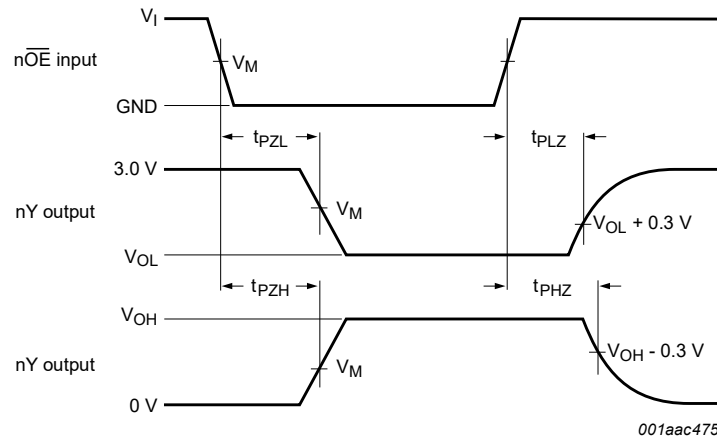 V_I
nO̅E̅ input
V_M
GND
t_PZL
t_PLZ
3.0 V
nY output
V_M
V_OL + 0.3 V
V_OL
t_PZH
t_PHZ
V_OH
nY output
V_M
V_OH - 0.3 V
0 V
001aac475